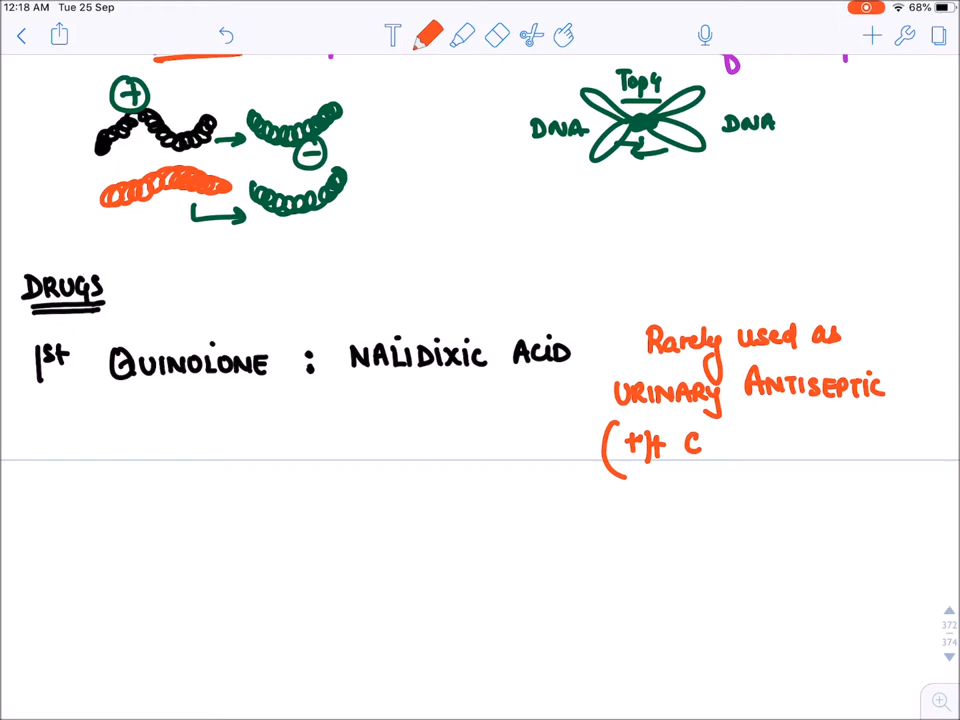 12:18 AM Tue 25 Sep
68%
T
+
Top4
DNA
DNA
−
DRUGS
1st QUINOLONE : NALIDIXIC ACID
Rarely used as
URINARY ANTISEPTIC
C
372
374